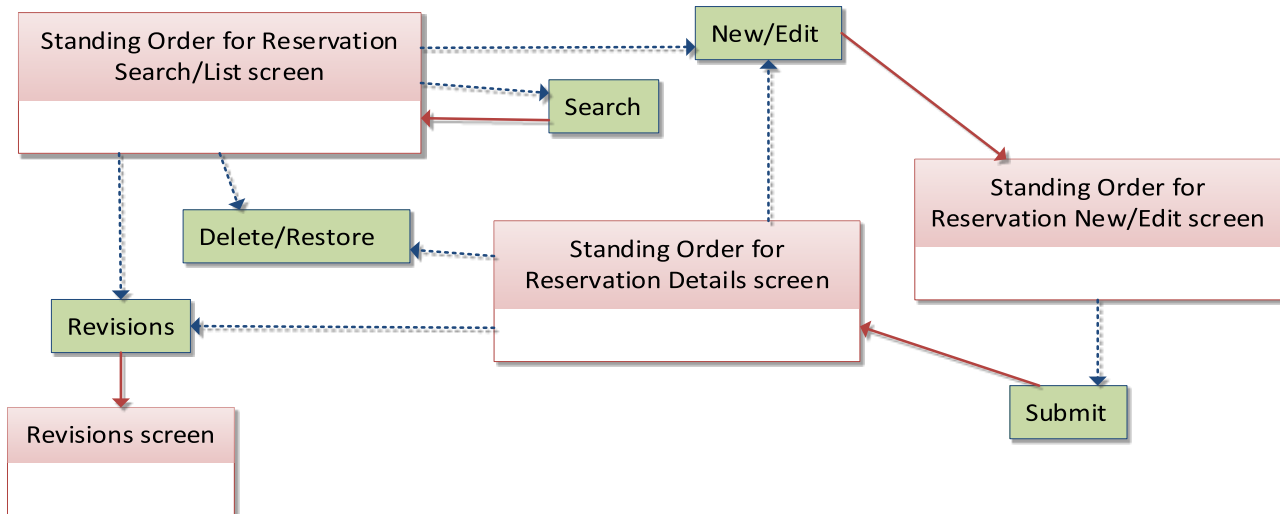 Standing Order for Reservation
Search/List screen
New/Edit
Search
Standing Order for
Reservation New/Edit screen
Delete/Restore
Standing Order for
Reservation Details screen
Revisions
Submit
Revisions screen